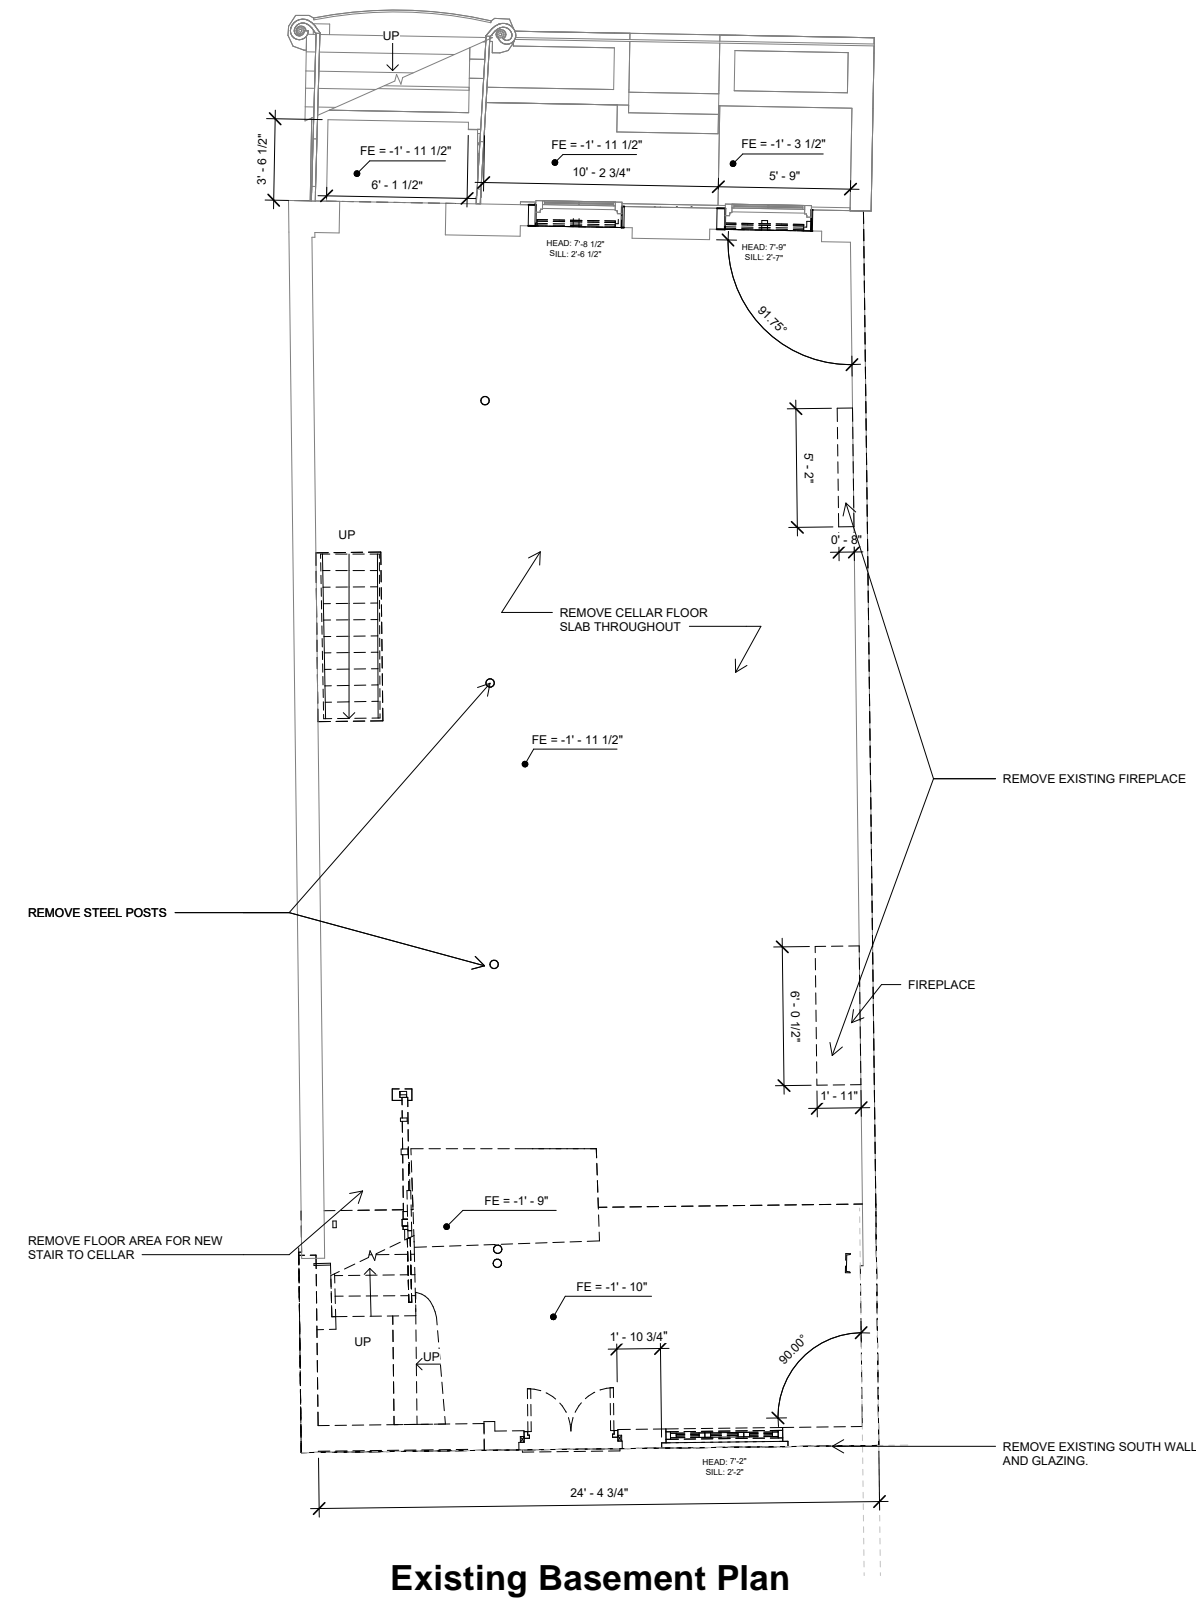 UP
3' - 6 1/2"
FE = -1' - 11 1/2"
6' - 1 1/2"
FE = -1' - 11 1/2"
10' - 2 3/4"
FE = -1' - 3 1/2"
5' - 9"
HEAD: 7'-8 1/2"
SILL: 2'-6 1/2"
HEAD: 7'-9"
SILL: 2'-7"
91.75°
5' - 2"
0' - 8"
UP
REMOVE CELLAR FLOOR
SLAB THROUGHOUT
FE = -1' - 11 1/2"
REMOVE EXISTING FIREPLACE
REMOVE STEEL POSTS
FIREPLACE
6' - 0 1/2"
1' - 11"
FE = -1' - 9"
REMOVE FLOOR AREA FOR NEW
STAIR TO CELLAR
FE = -1' - 10"
UP
UP
1' - 10 3/4"
90.00°
REMOVE EXISTING SOUTH WALL
AND GLAZING.
HEAD: 7'-2"
SILL: 2'-2"
24' - 4 3/4"
Existing Basement Plan